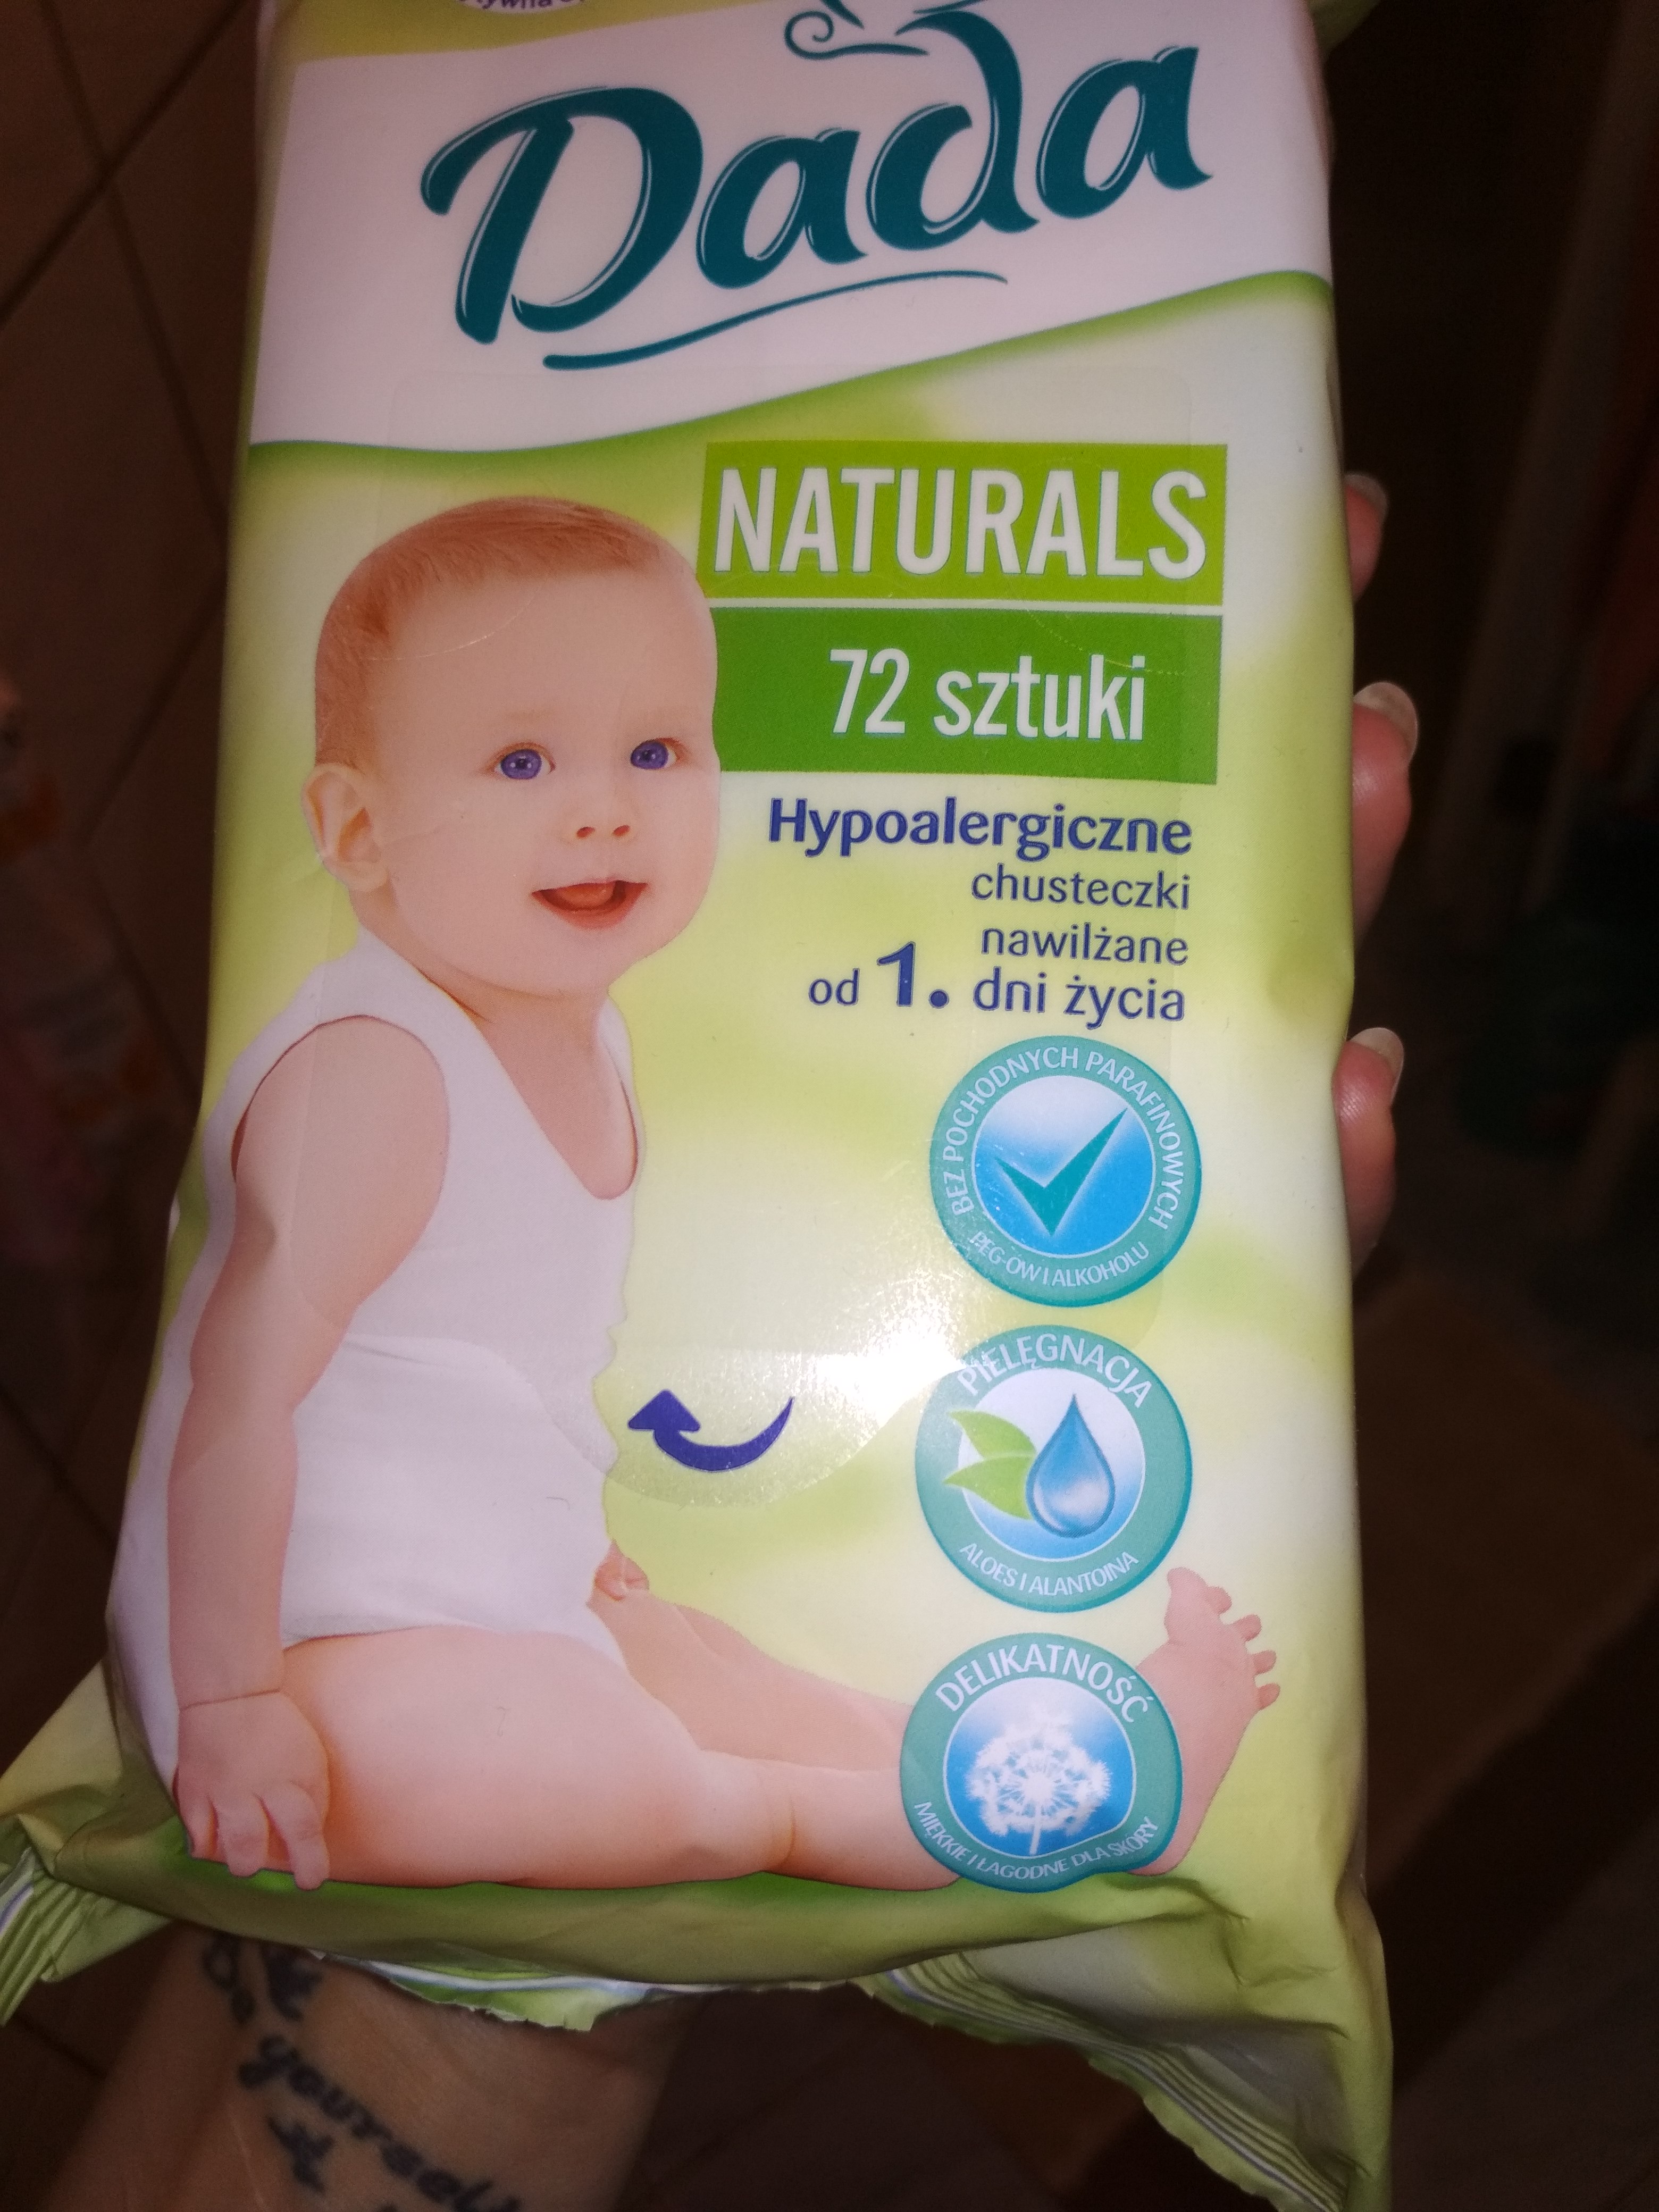 Dada
NATURALS
72 sztuki
Hypoalergiczne
chusteczki
nawilżane
od 1. dni życia
BEZ POCHODNYCH PARAFINOWYCH
PEG-ÓW I ALKOHOLU
PIELĘGNACJA
ALOES I ALANTOINA
DELIKATNOŚĆ
MIĘKKIE I ŁAGODNE DLA SKÓRY
yourself